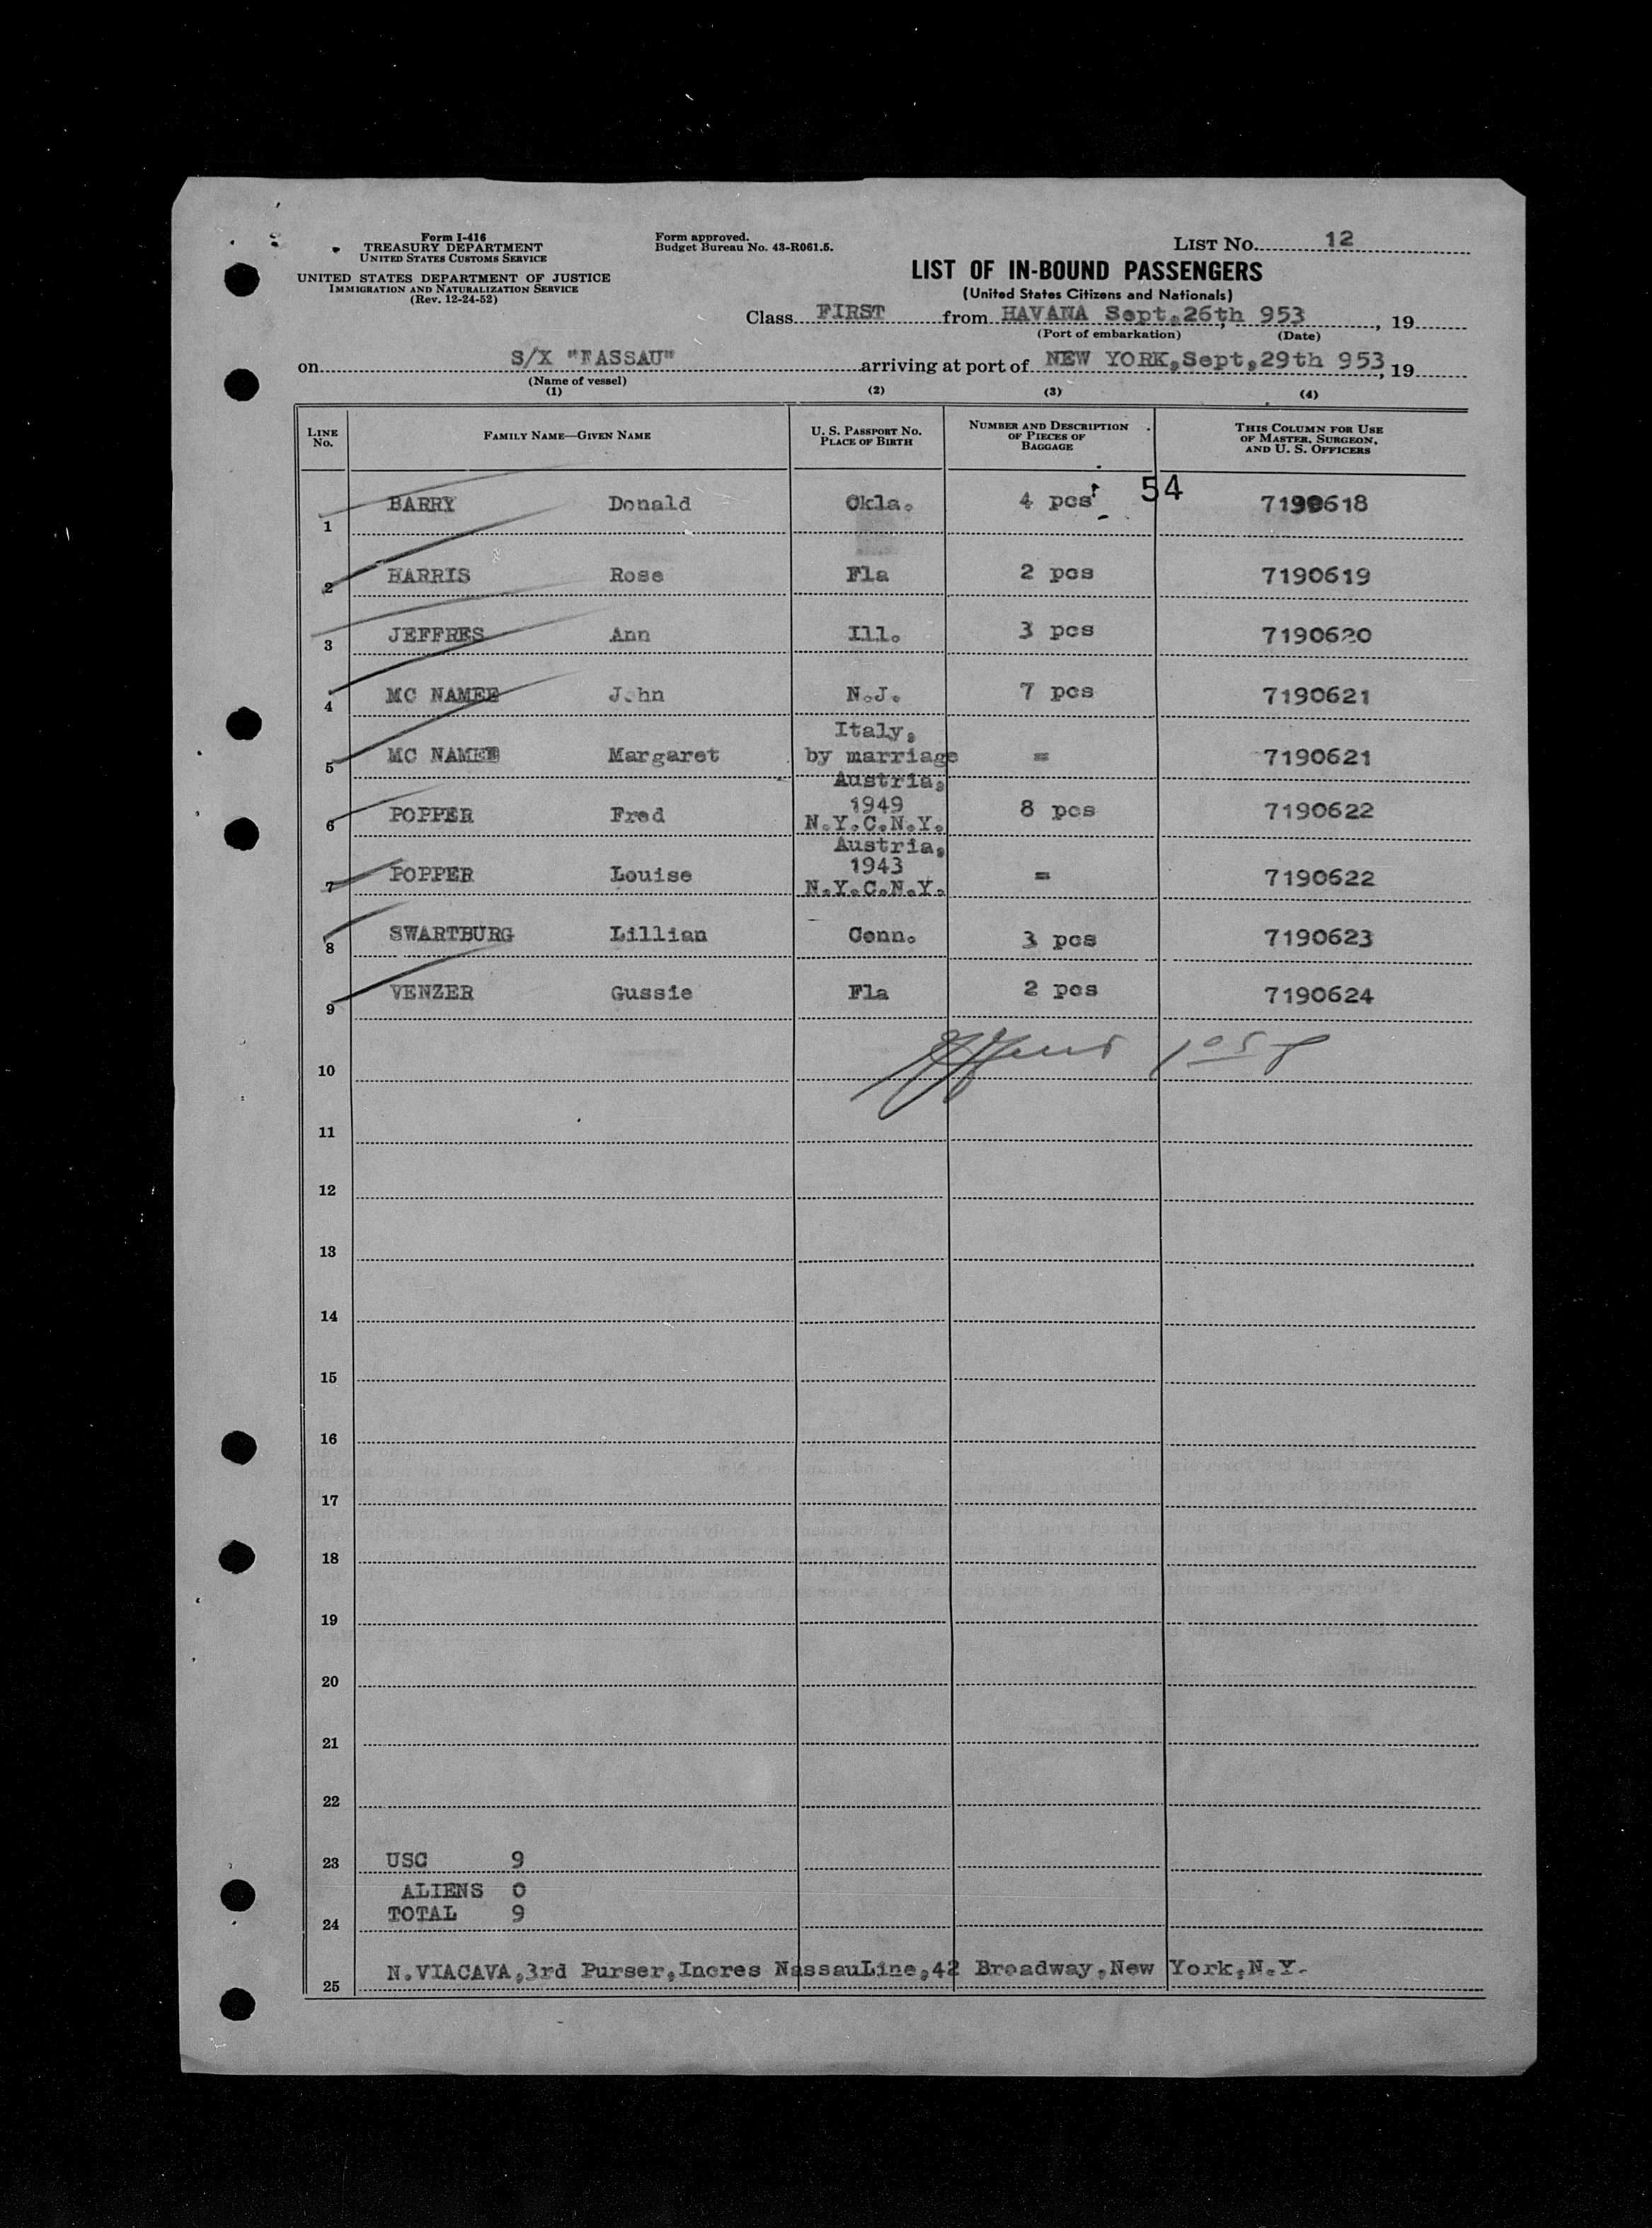 Form I-416
TREASURY DEPARTMENT
UNITED STATES CUSTOMS SERVICE
UNITED STATES DEPARTMENT OF JUSTICE
IMMIGRATION AND NATURALIZATION SERVICE
(Rev. 12-24-52)
Form approved.
Budget Bureau No. 43-R061.5.
LIST No. 12
LIST OF IN-BOUND PASSENGERS
(United States Citizens and Nationals)
Class FIRST from HAVANA Sept,26th 953, 19
(Port of embarkation) (Date)
on S/X "NASSAU" arriving at port of NEW YORK,Sept,29th 953, 19
(Name of vessel)
(1) (2) (3) (4)
LINE No. FAMILY NAME—GIVEN NAME U. S. PASSPORT No. PLACE OF BIRTH NUMBER AND DESCRIPTION OF PIECES OF BAGGAGE THIS COLUMN FOR USE OF MASTER, SURGEON, AND U. S. OFFICERS
54
1 BARRY Donald Okla. 4 pcs 7190618
2 HARRIS Rose Fla 2 pcs 7190619
3 JEFFRES Ann Ill. 3 pcs 7190620
4 MC NAMEE John N.J. 7 pcs 7190621
5 MC NAMEE Margaret Italy, by marriage = 7190621
6 POPPER Fred Austria, 1949 N.Y.C.N.Y. 8 pcs 7190622
7 POPPER Louise Austria, 1943 N.Y.C.N.Y. = 7190622
8 SWARTBURG Lillian Conn. 3 pcs 7190623
9 VENZER Gussie Fla 2 pcs 7190624
10
11
12
13
14
15
16
17
18
19
20
21
22
23 USC 9
ALIENS 0
24 TOTAL 9
25 N.VIACAVA,3rd Purser,Incres NassauLine,42 Broadway,New York,N.Y.